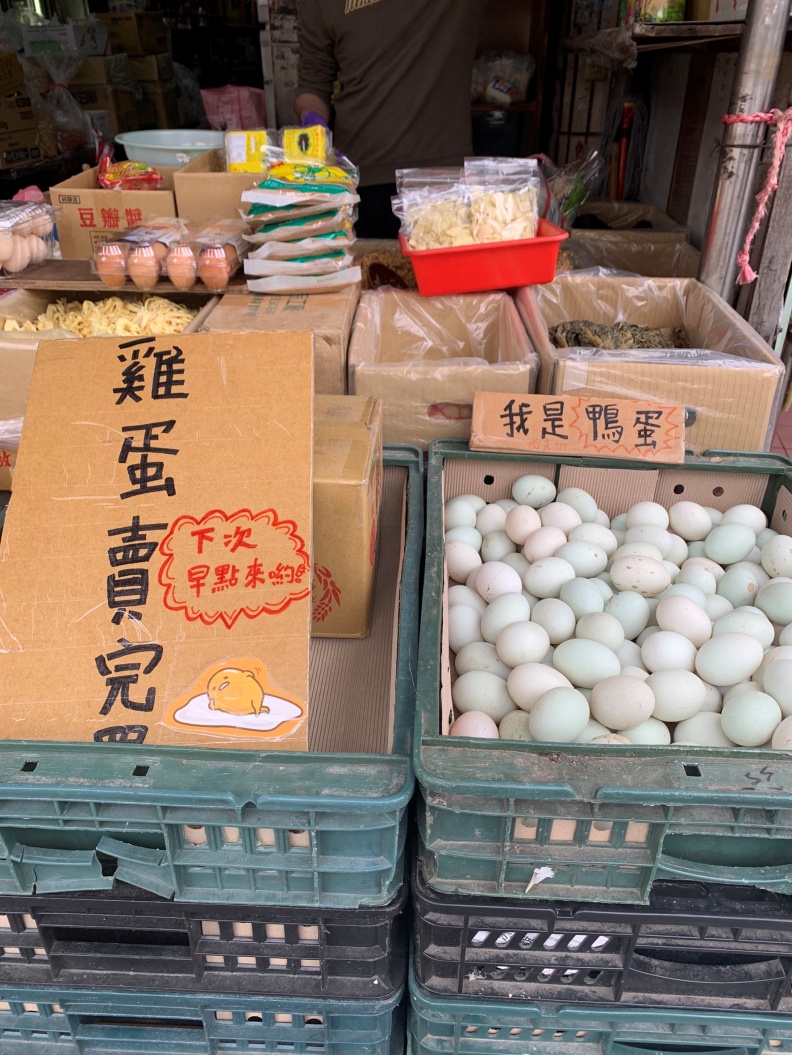 豆瓣醬
我是鴨蛋
雞蛋賣完
下次
早點來喲